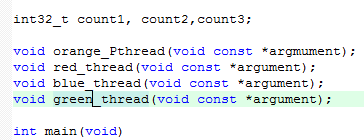 int32_t count1, count2,count3;
void orange_Pthread(void const *argmument);
void red_thread(void const *argument);
void blue_thread(void const *argument);
void green_thread(void const *argument);
int main(void)